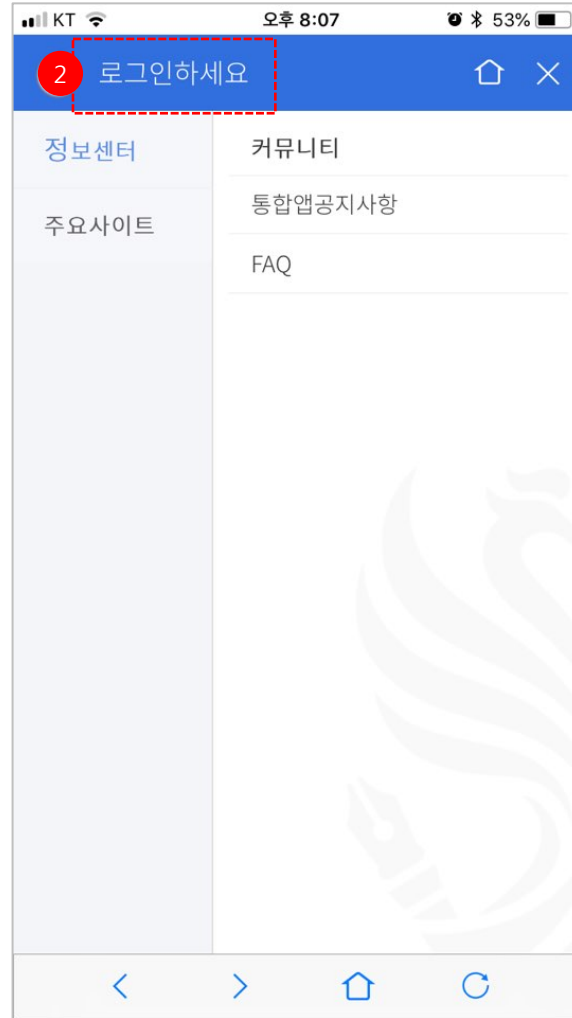 KT 오후 8:07 53%
2 로그인하세요
정보센터
주요사이트
커뮤니티
통합앱공지사항
FAQ